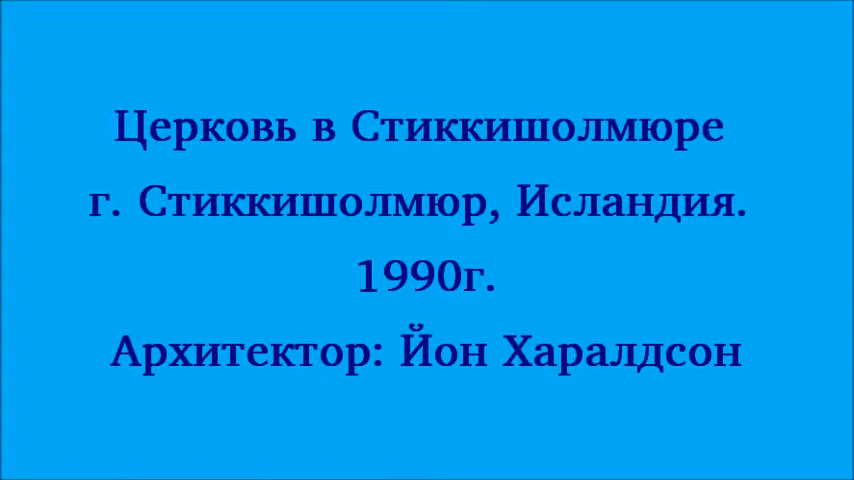 Церковь в Стиккишолмюре
г. Стиккишолмюр, Исландия.
1990г.
Архитектор: Йон Харалдсон